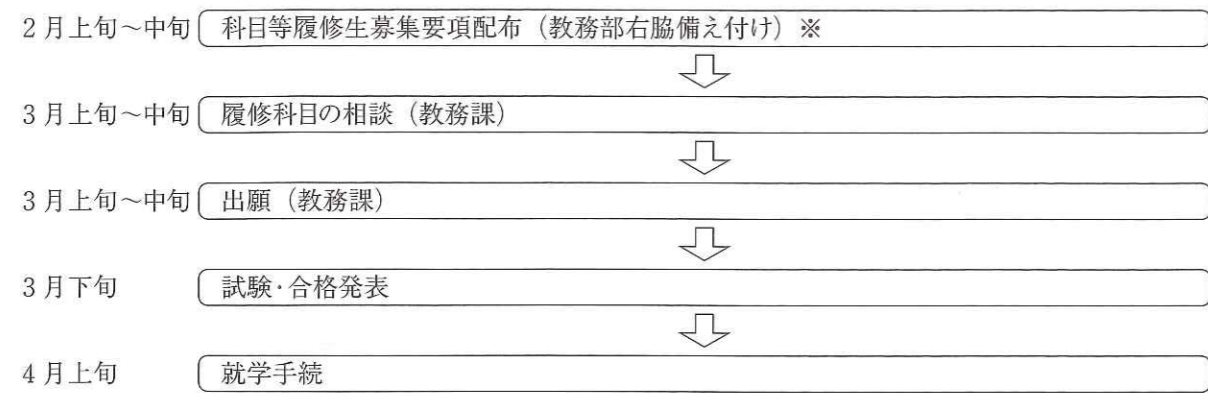 2月上旬～中旬 科目等履修生募集要項配布（教務部右脇備え付け）※
3月上旬～中旬 履修科目の相談（教務課）
3月上旬～中旬 出願（教務課）
3月下旬 試験・合格発表
4月上旬 就学手続